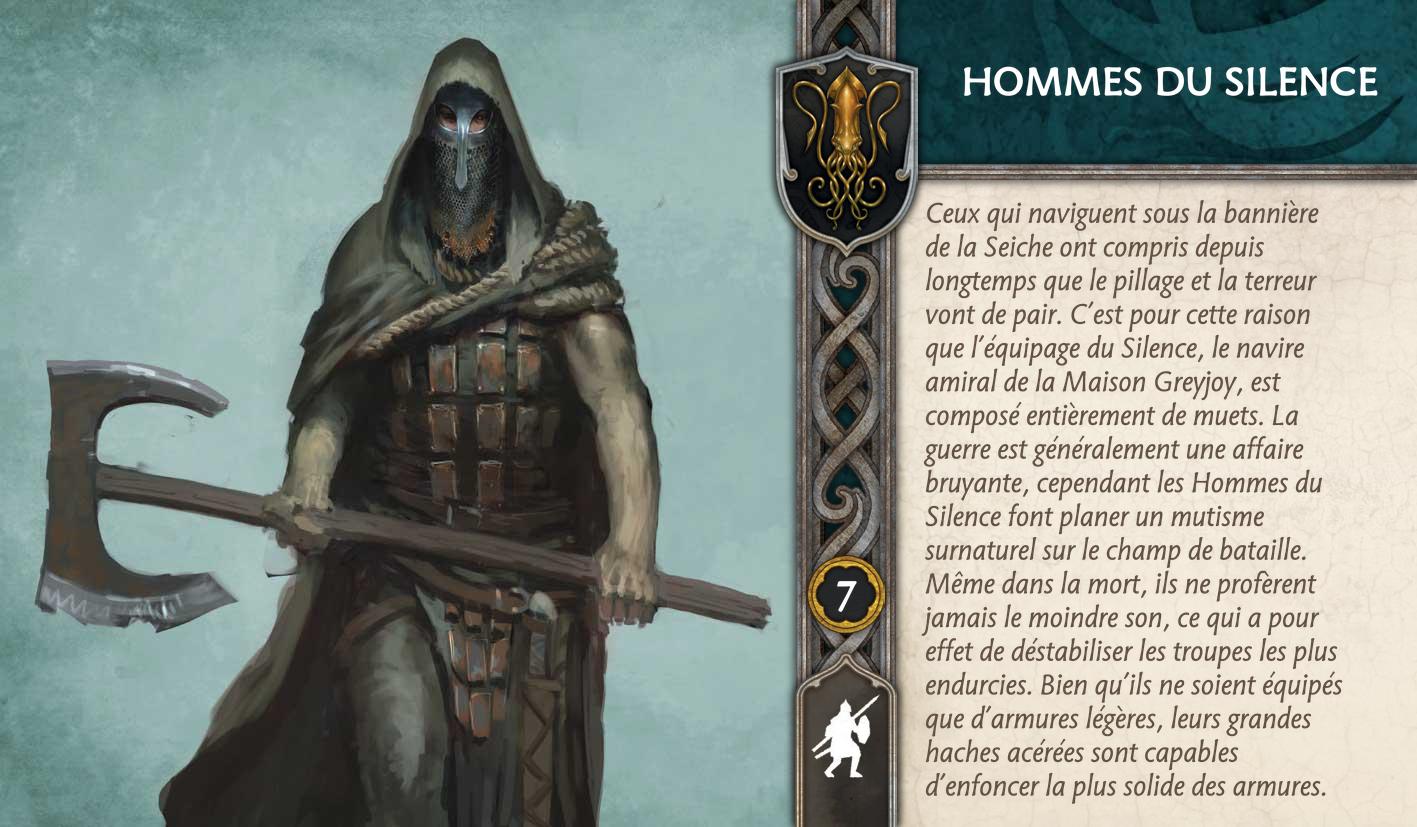 HOMMES DU SILENCE
Ceux qui naviguent sous la bannière
de la Seiche ont compris depuis
longtemps que le pillage et la terreur
vont de pair. C'est pour cette raison
que l'équipage du Silence, le navire
amiral de la Maison Greyjoy, est
composé entièrement de muets. La
guerre est généralement une affaire
bruyante, cependant les Hommes du
Silence font planer un mutisme
surnaturel sur le champ de bataille.
Même dans la mort, ils ne profèrent
jamais le moindre son, ce qui a pour
effet de déstabiliser les troupes les plus
endurcies. Bien qu'ils ne soient équipés
que d'armures légères, leurs grandes
haches acérées sont capables
d'enfoncer la plus solide des armures.
7